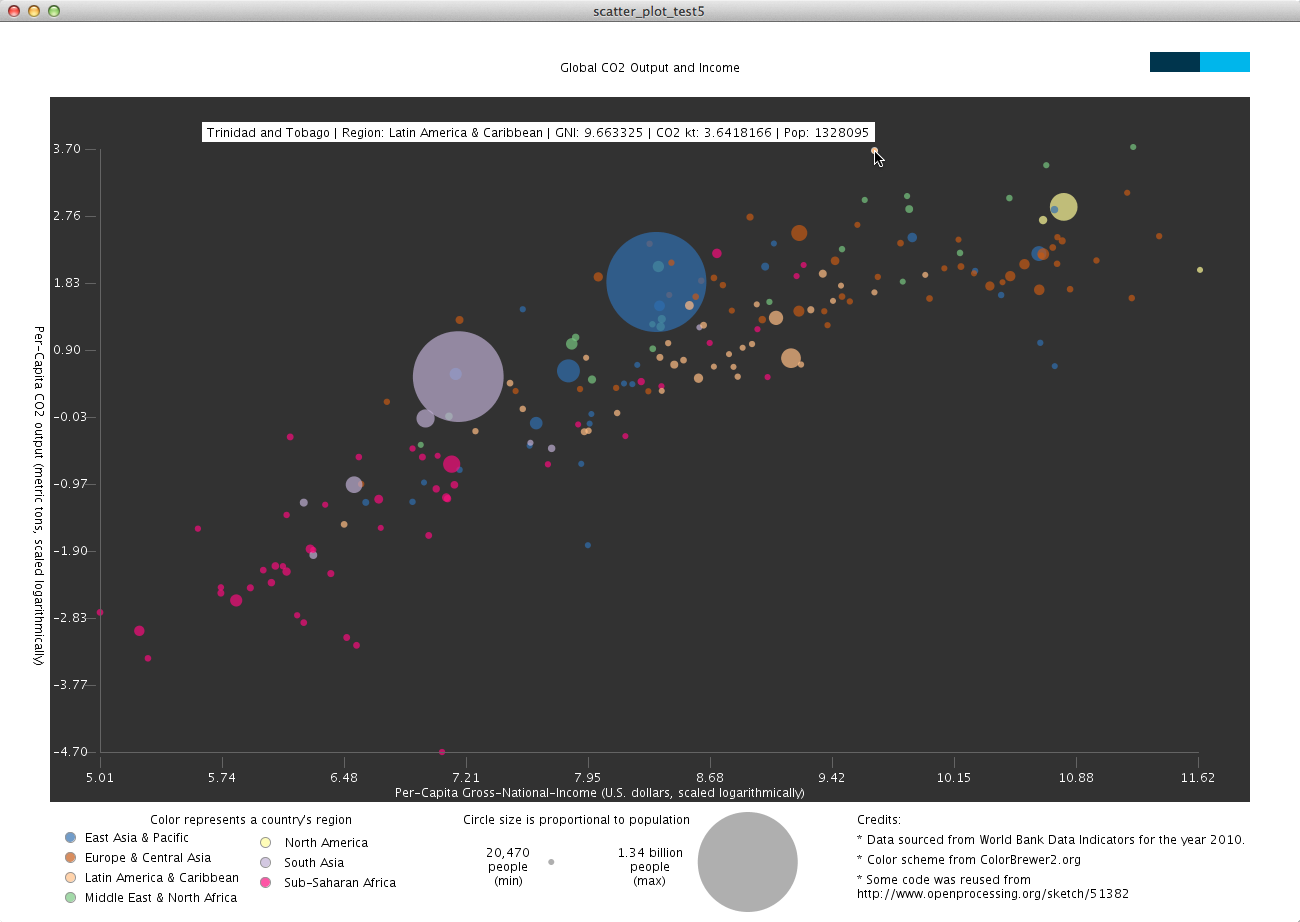 scatter_plot_test5
Global CO2 Output and Income
Trinidad and Tobago | Region: Latin America & Caribbean | GNI: 9.663325 | CO2 kt: 3.6418166 | Pop: 1328095
3.70
2.76
1.83
0.90
-0.03
-0.97
-1.90
-2.83
-3.77
-4.70
Per-Capita CO2 output (metric tons, scaled logarithmically)
5.01 5.74 6.48 7.21 7.95 8.68 9.42 10.15 10.88 11.62
Per-Capita Gross-National-Income (U.S. dollars, scaled logarithmically)
Color represents a country's region
East Asia & Pacific
Europe & Central Asia
Latin America & Caribbean
Middle East & North Africa
North America
South Asia
Sub-Saharan Africa
Circle size is proportional to population
20,470
people
(min)
1.34 billion
people
(max)
Credits:
* Data sourced from World Bank Data Indicators for the year 2010.
* Color scheme from ColorBrewer2.org
* Some code was reused from
http://www.openprocessing.org/sketch/51382